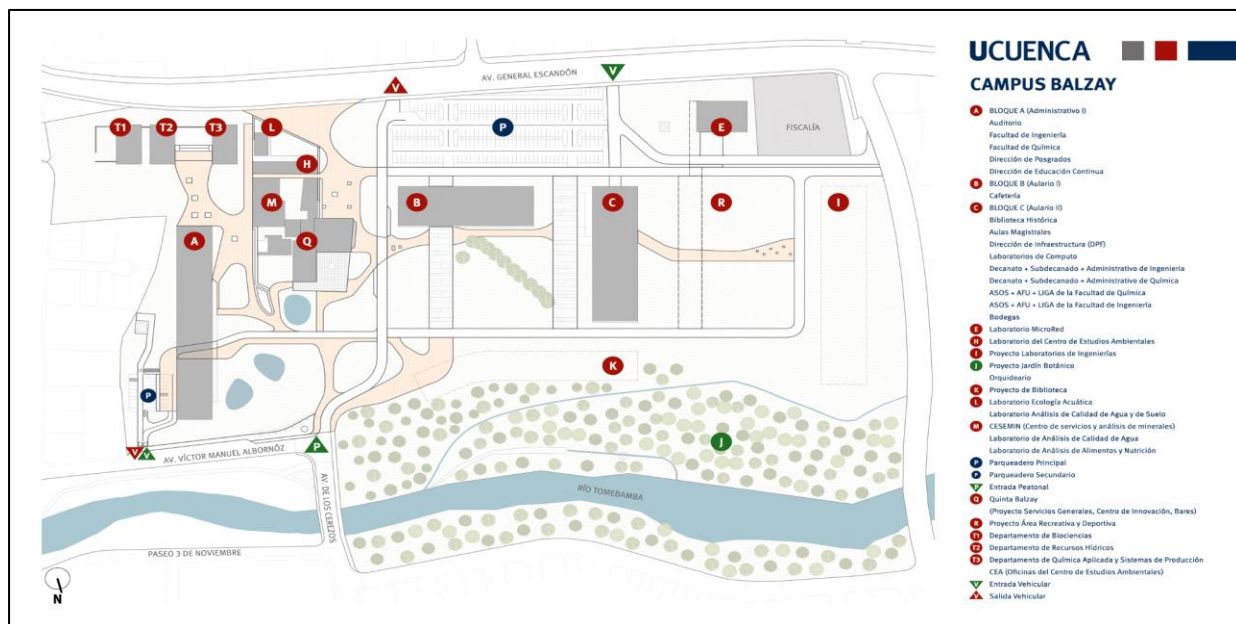 UCUENCA
CAMPUS BALZAY
A BLOQUE A (Administrativo I)
Auditorio
Facultad de Ingeniería
Facultad de Química
Dirección de Posgrados
Dirección de Educación Continua
B BLOQUE B (Aulario I)
Cafetería
C BLOQUE C (Aulario II)
Biblioteca Histórica
Aulas Magistrales
Dirección de Infraestructura (DPF)
Laboratorios de Computo
Decanato + Subdecanado + Administrativo de Ingeniería
Decanato + Subdecanado + Administrativo de Química
ASOS + AFU + LIGA de la Facultad de Química
ASOS + AFU + LIGA de la Facultad de Ingeniería
Bodegas
E Laboratorio MicroRed
H Laboratorio del Centro de Estudios Ambientales
I Proyecto Laboratorios de Ingenierías
J Proyecto Jardín Botánico
Orquideario
K Proyecto de Biblioteca
L Laboratorio Ecología Acuática
Laboratorio Análisis de Calidad de Agua y de Suelo
M CESEMIN (Centro de servicios y análisis de minerales)
Laboratorio de Análisis de Calidad de Agua
Laboratorio de Análisis de Alimentos y Nutrición
P Parqueadero Principal
P Parqueadero Secundario
P Entrada Peatonal
Q Quinta Balzay
(Proyecto Servicios Generales, Centro de Innovación, Bares)
R Proyecto Área Recreativa y Deportiva
T1 Departamento de Biociencias
T2 Departamento de Recursos Hídricos
T3 Departamento de Química Aplicada y Sistemas de Producción
CEA (Oficinas del Centro de Estudios Ambientales)
V Entrada Vehicular
V Salida Vehicular
AV. GENERAL ESCANDÓN
V
V
T1
T2
T3
L
P
E
FISCALÍA
H
M
B
C
R
I
A
Q
K
P
V
V
P
J
AV. VÍCTOR MANUEL ALBORNÓZ
AV. DE LOS CEREZOS
RÍO TOMEBAMBA
PASEO 3 DE NOVIEMBRE
N